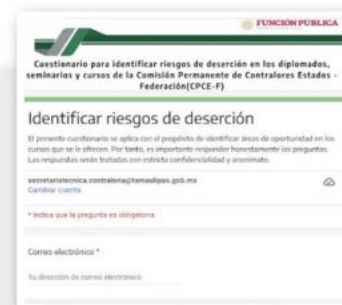 FUNCIÓN PÚBLICA
Cuestionario para identificar riesgos de deserción en los diplomados,
seminarios y cursos de la Comisión Permanente de Contralores Estados -
Federación(CPCE-F)
Identificar riesgos de deserción
El presente cuestionario se aplica con el propósito de identificar áreas de oportunidad en los
cursos que se le ofrecen. Por tanto, es importante responder honestamente las preguntas.
Las respuestas serán tratadas con estricta confidencialidad y anonimato.
secretariotecnica.contraloria@tamaulipas.gob.mx
Cambiar cuenta
* Indica que la pregunta es obligatoria
Correo electrónico *
Tu dirección de correo electrónico